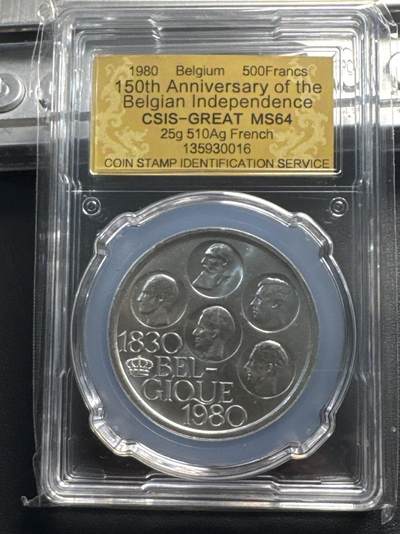 1980 Belgium 500Francs
150th Anniversary of the
Belgian Independence
CSIS-GREAT MS64
25g 510Ag French
135930016
COIN STAMP IDENTIFICATION SERVICE
1830
BEL-
GIQUE
1980